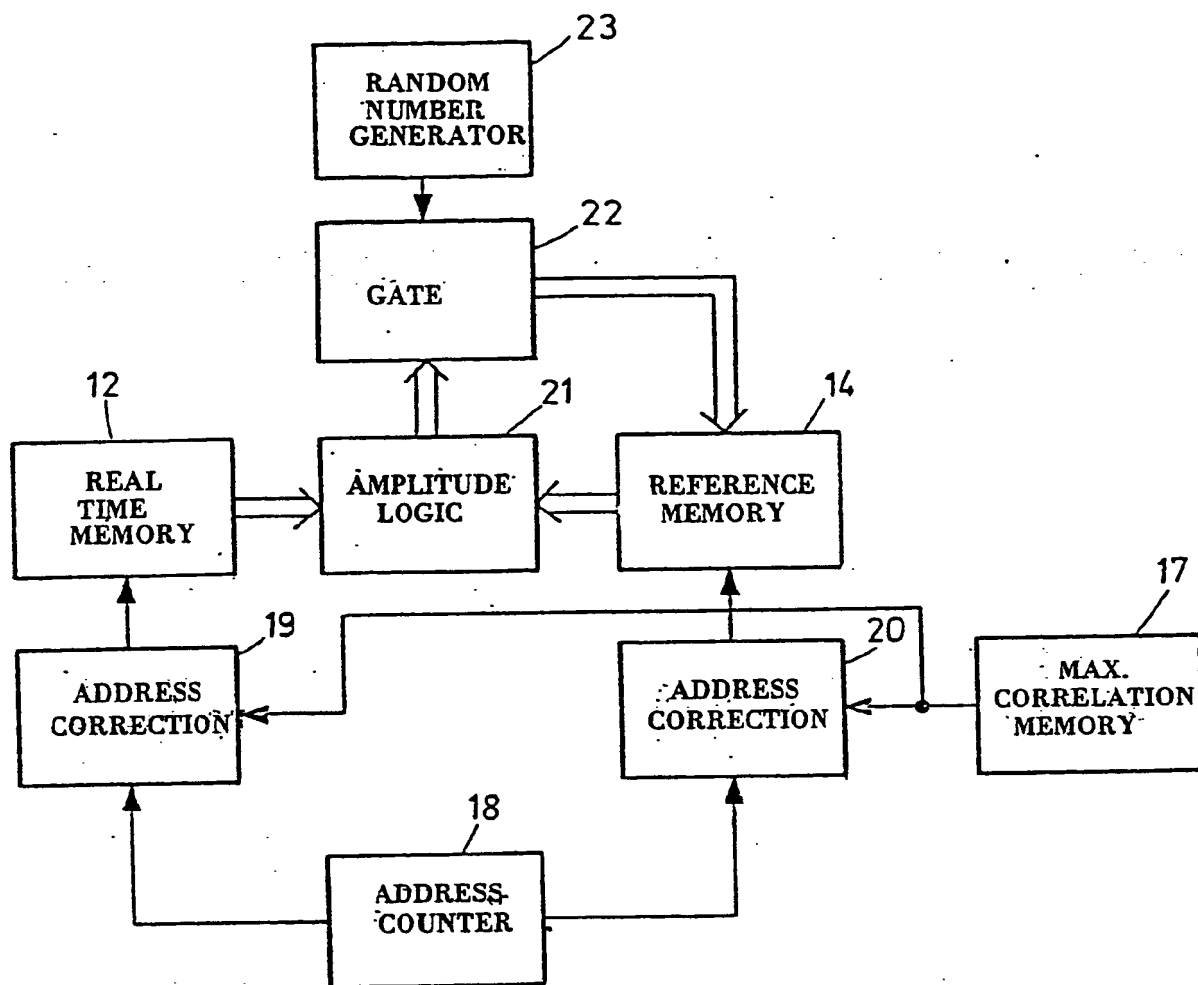 23
RANDOM
NUMBER
GENERATOR
22
GATE
12
REAL
TIME
MEMORY
21
AMPLITUDE
LOGIC
14
REFERENCE
MEMORY
19
ADDRESS
CORRECTION
20
ADDRESS
CORRECTION
17
MAX.
CORRELATION
MEMORY
18
ADDRESS
COUNTER